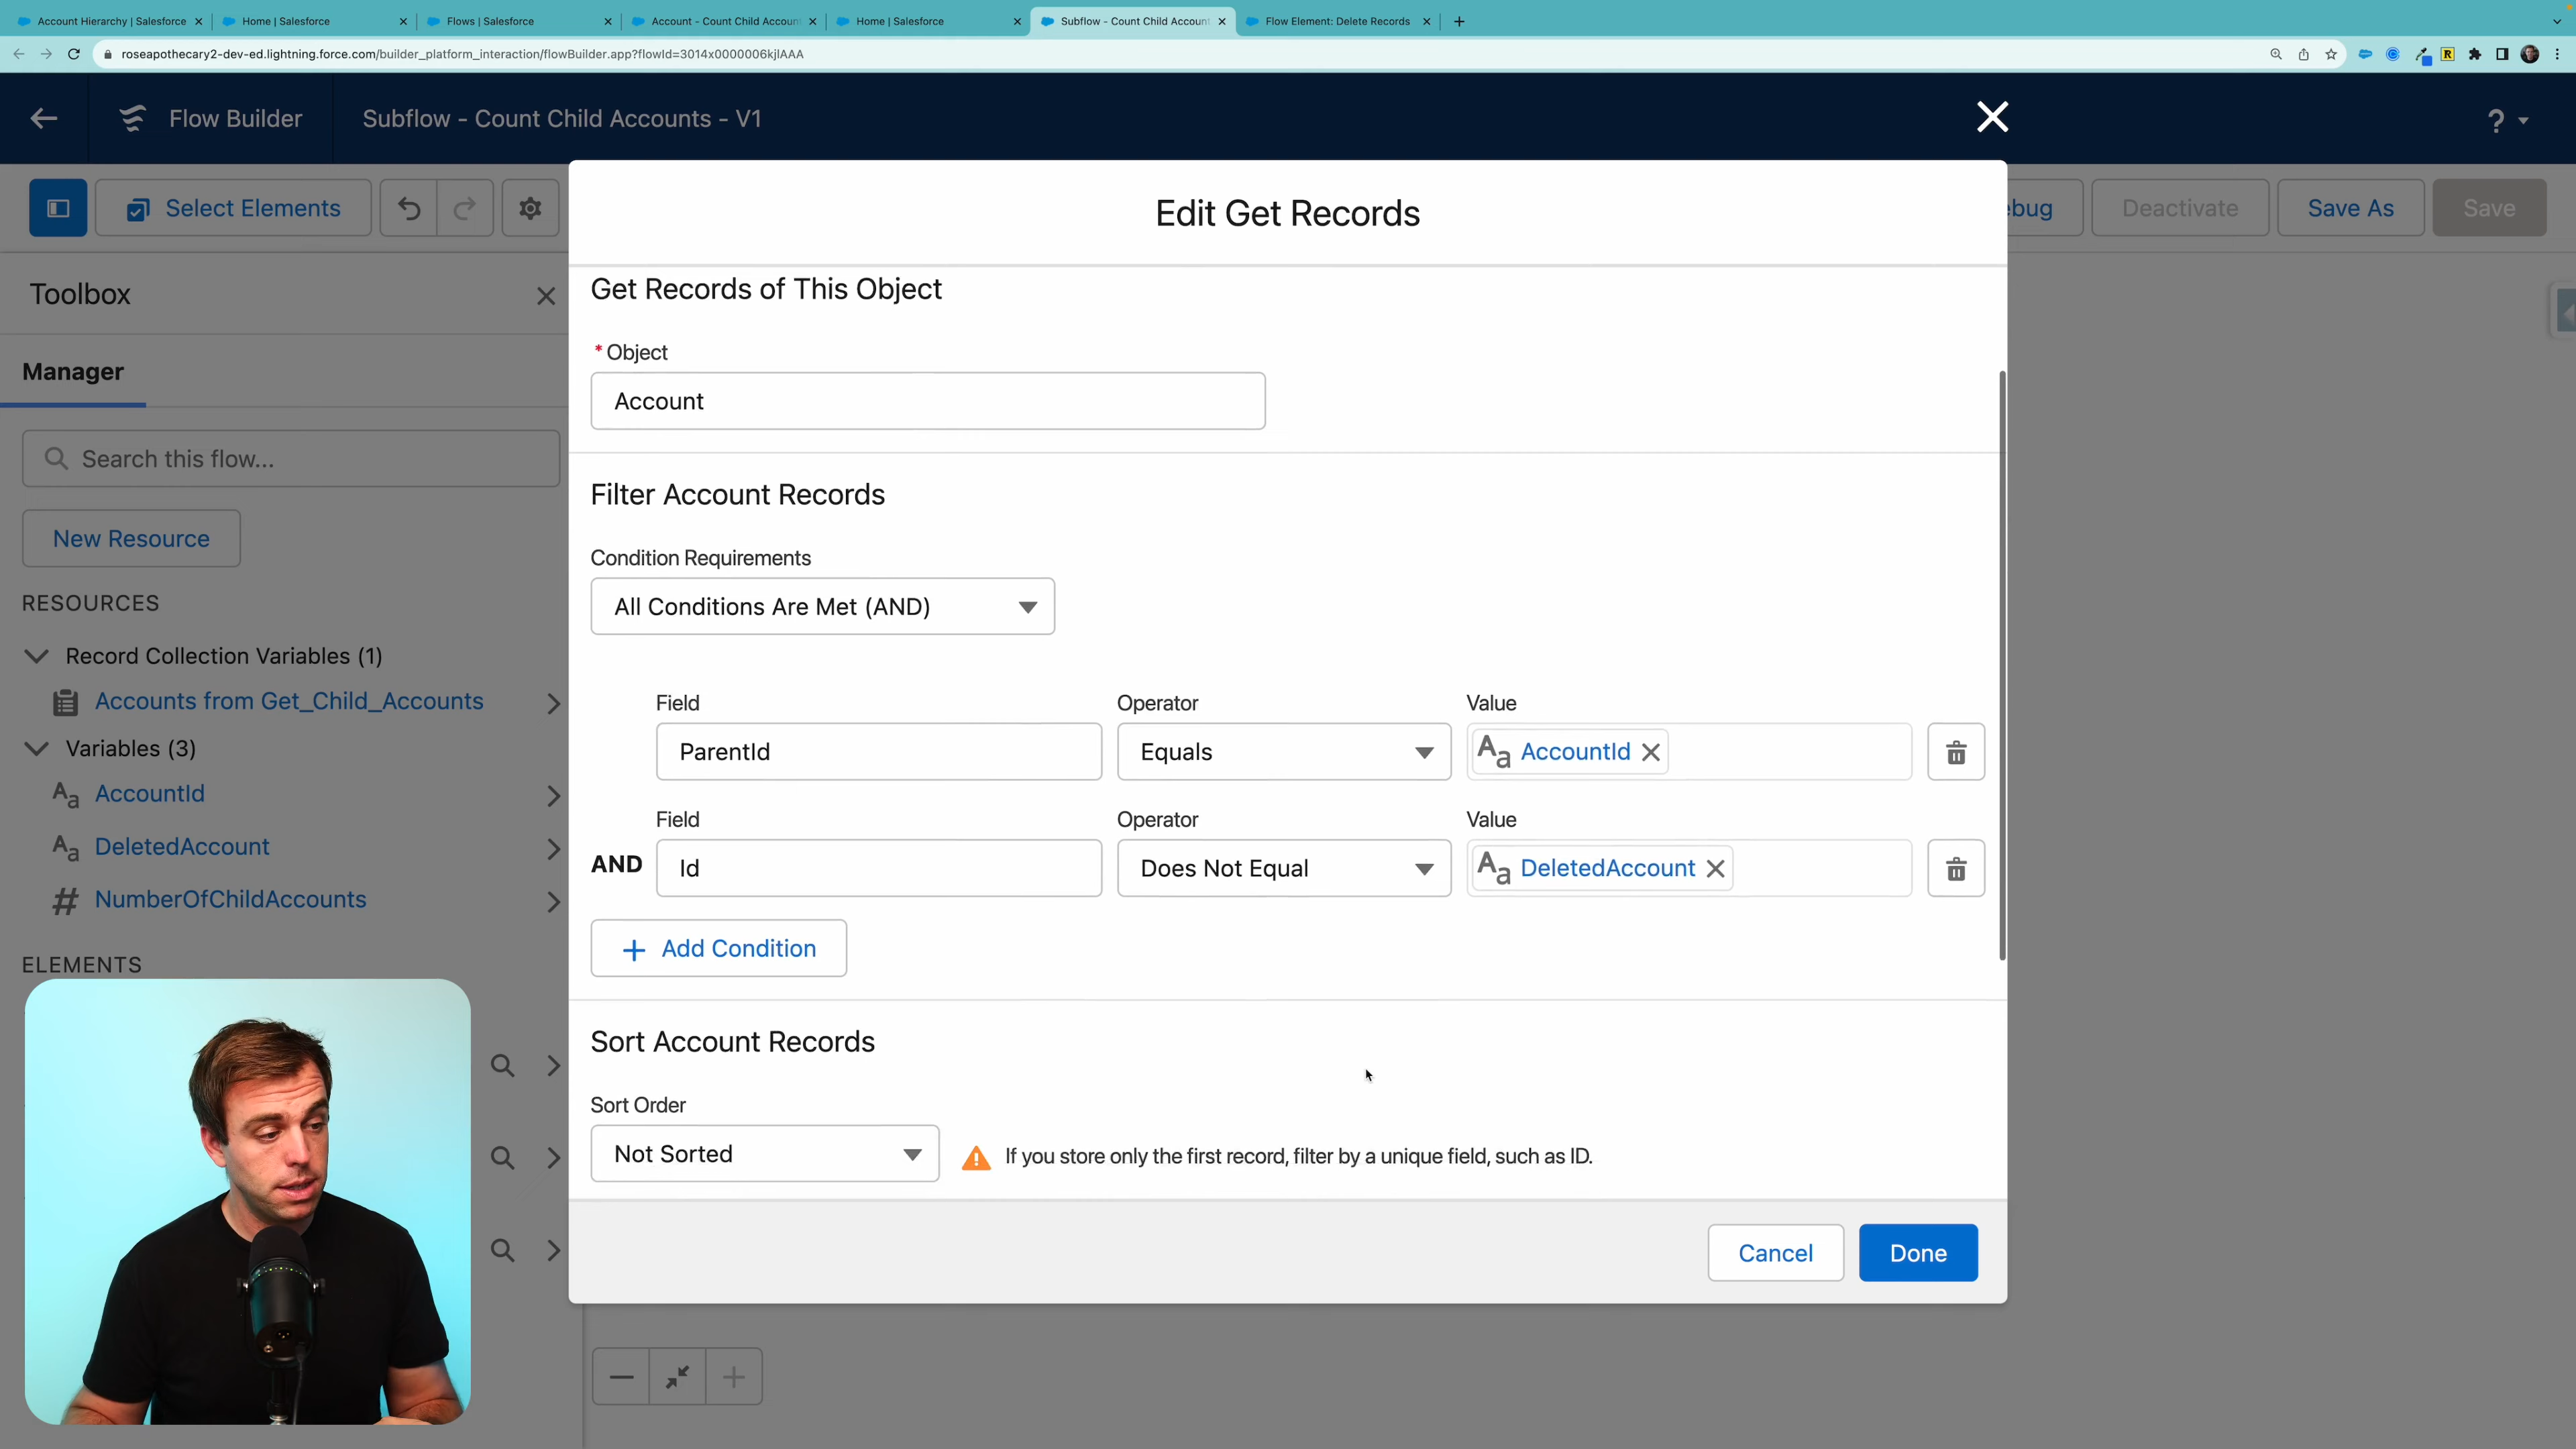 Account Hierarchy | Salesforce
Home | Salesforce
Flows | Salesforce
Account - Count Child Accoun
Home | Salesforce
Subflow - Count Child Account
Flow Element: Delete Records
roseapothecary2-dev-ed.lightning.force.com/builder_platform_interaction/flowBuilder.app?flowId=3014x0000006kjlAAA
Flow Builder
Subflow - Count Child Accounts - V1
?
Select Elements
bug
Deactivate
Save As
Save
Toolbox
Manager
Search this flow...
New Resource
RESOURCES
Record Collection Variables (1)
Accounts from Get_Child_Accounts
Variables (3)
Aa AccountId
Aa DeletedAccount
# NumberOfChildAccounts
ELEMENTS
Edit Get Records
Get Records of This Object
* Object
Account
Filter Account Records
Condition Requirements
All Conditions Are Met (AND)
Field Operator Value
ParentId Equals Aa AccountId
Field Operator Value
AND Id Does Not Equal Aa DeletedAccount
+ Add Condition
Sort Account Records
Sort Order
Not Sorted
If you store only the first record, filter by a unique field, such as ID.
Cancel
Done